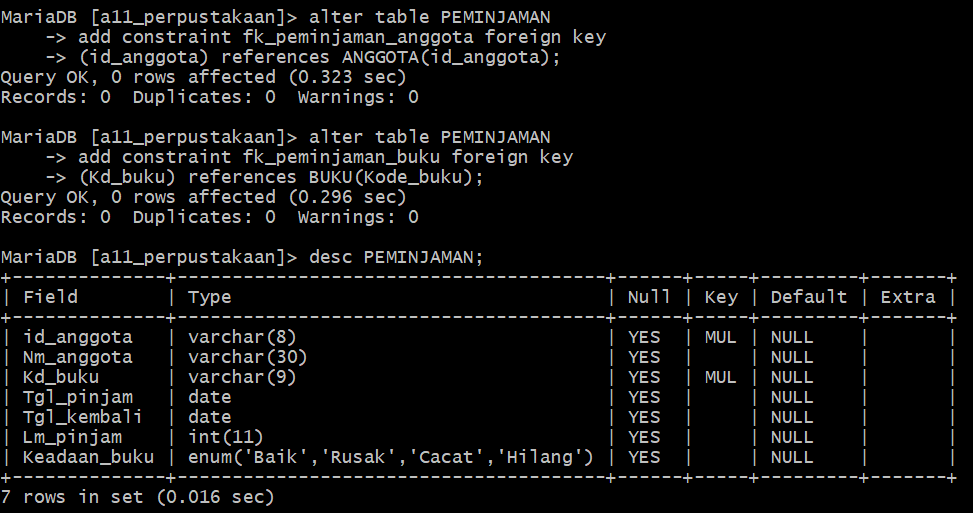 MariaDB [a11_perpustakaan]> alter table PEMINJAMAN
    -> add constraint fk_peminjaman_anggota foreign key
    -> (id_anggota) references ANGGOTA(id_anggota);
Query OK, 0 rows affected (0.323 sec)
Records: 0  Duplicates: 0  Warnings: 0

MariaDB [a11_perpustakaan]> alter table PEMINJAMAN
    -> add constraint fk_peminjaman_buku foreign key
    -> (Kd_buku) references BUKU(Kode_buku);
Query OK, 0 rows affected (0.296 sec)
Records: 0  Duplicates: 0  Warnings: 0

MariaDB [a11_perpustakaan]> desc PEMINJAMAN;
+--------------+---------------------------------------+------+-----+---------+-------+
| Field        | Type                                  | Null | Key | Default | Extra |
+--------------+---------------------------------------+------+-----+---------+-------+
| id_anggota   | varchar(8)                            | YES  | MUL | NULL    |       |
| Nm_anggota   | varchar(30)                           | YES  |     | NULL    |       |
| Kd_buku      | varchar(9)                            | YES  | MUL | NULL    |       |
| Tgl_pinjam   | date                                  | YES  |     | NULL    |       |
| Tgl_kembali  | date                                  | YES  |     | NULL    |       |
| Lm_pinjam    | int(11)                               | YES  |     | NULL    |       |
| Keadaan_buku | enum('Baik','Rusak','Cacat','Hilang') | YES  |     | NULL    |       |
+--------------+---------------------------------------+------+-----+---------+-------+
7 rows in set (0.016 sec)